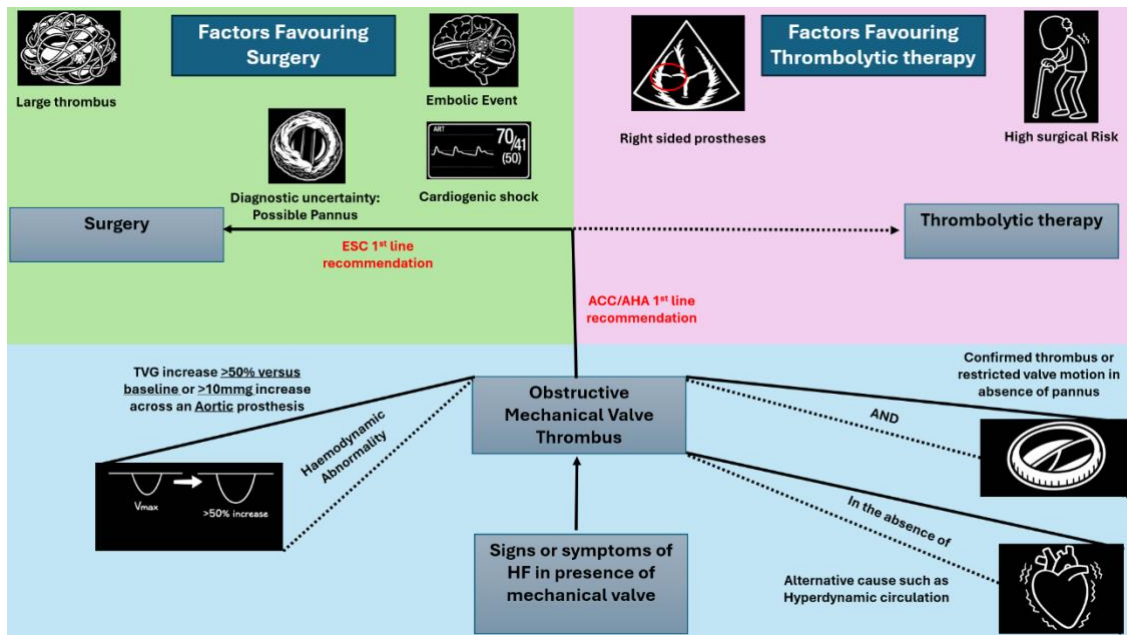 Factors Favouring
Surgery
Large thrombus
Embolic Event
ART
70/41
(50)
Diagnostic uncertainty:
Possible Pannus
Cardiogenic shock
Factors Favouring
Thrombolytic therapy
Right sided prostheses
High surgical Risk
Surgery
Thrombolytic therapy
ESC 1st line
recommendation
ACC/AHA 1st line
recommendation
TVG increase >50% versus
baseline or >10mmg increase
across an Aortic prosthesis
Haemodynamic
Abnormality
Vmax
>50% increase
Obstructive
Mechanical Valve
Thrombus
Confirmed thrombus or
restricted valve motion in
absence of pannus
AND
In the absence of
Alternative cause such as
Hyperdynamic circulation
Signs or symptoms of
HF in presence of
mechanical valve